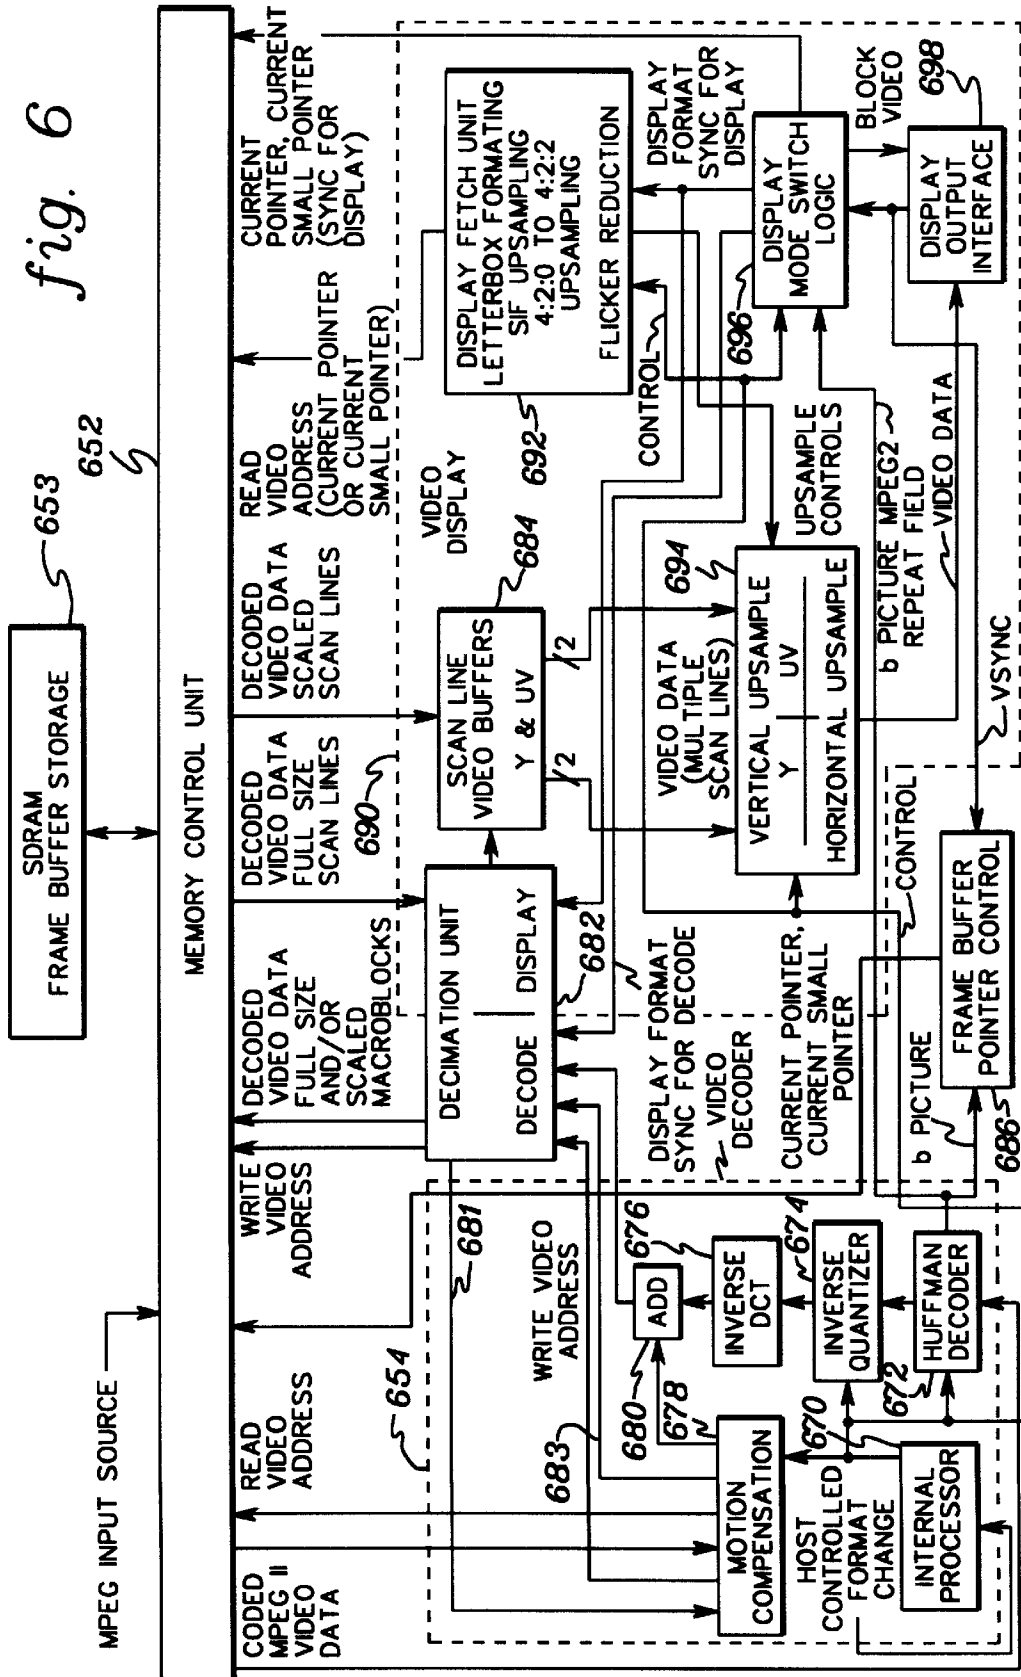 fig. 6
SDRAM
FRAME BUFFER STORAGE
653
652
MPEG INPUT SOURCE
MEMORY CONTROL UNIT
CODED
MPEG II
VIDEO
DATA
READ
VIDEO
ADDRESS
WRITE
VIDEO
ADDRESS
DECODED
VIDEO DATA
FULL SIZE
AND/OR
SCALED
MACROBLOCKS
DECODED
VIDEO DATA
FULL SIZE
SCAN LINES
DECODED
VIDEO DATA
SCALED
SCAN LINES
READ
VIDEO
ADDRESS
(CURRENT POINTER
OR CURRENT
SMALL POINTER)
CURRENT
POINTER, CURRENT
SMALL POINTER
(SYNC FOR
DISPLAY)
654
681
683
690
VIDEO
DISPLAY
DECIMATION UNIT
DECODE
DISPLAY
682
SCAN LINE
VIDEO BUFFERS
Y & UV
684
2
2
DISPLAY FETCH UNIT
LETTERBOX FORMATING
SIF UPSAMPLING
4:2:0 TO 4:2:2
UPSAMPLING
FLICKER REDUCTION
692
CONTROL
DISPLAY
FORMAT
SYNC FOR
DISPLAY
WRITE VIDEO
ADDRESS
MOTION
COMPENSATION
678
680
ADD
676
INVERSE
DCT
674
INVERSE
QUANTIZER
672
HUFFMAN
DECODER
670
HOST
CONTROLLED
FORMAT
CHANGE
INTERNAL
PROCESSOR
DISPLAY FORMAT
SYNC FOR DECODE
VIDEO
DECODER
CURRENT POINTER,
CURRENT SMALL
POINTER
VIDEO DATA
(MULTIPLE
SCAN LINES)
694
VERTICAL UPSAMPLE
Y
UV
HORIZONTAL UPSAMPLE
UPSAMPLE
CONTROLS
696
DISPLAY
MODE SWITCH
LOGIC
BLOCK
VIDEO
698
DISPLAY
OUTPUT
INTERFACE
b PICTURE MPEG2
REPEAT FIELD
VIDEO DATA
VSYNC
CONTROL
b PICTURE
FRAME BUFFER
POINTER CONTROL
686